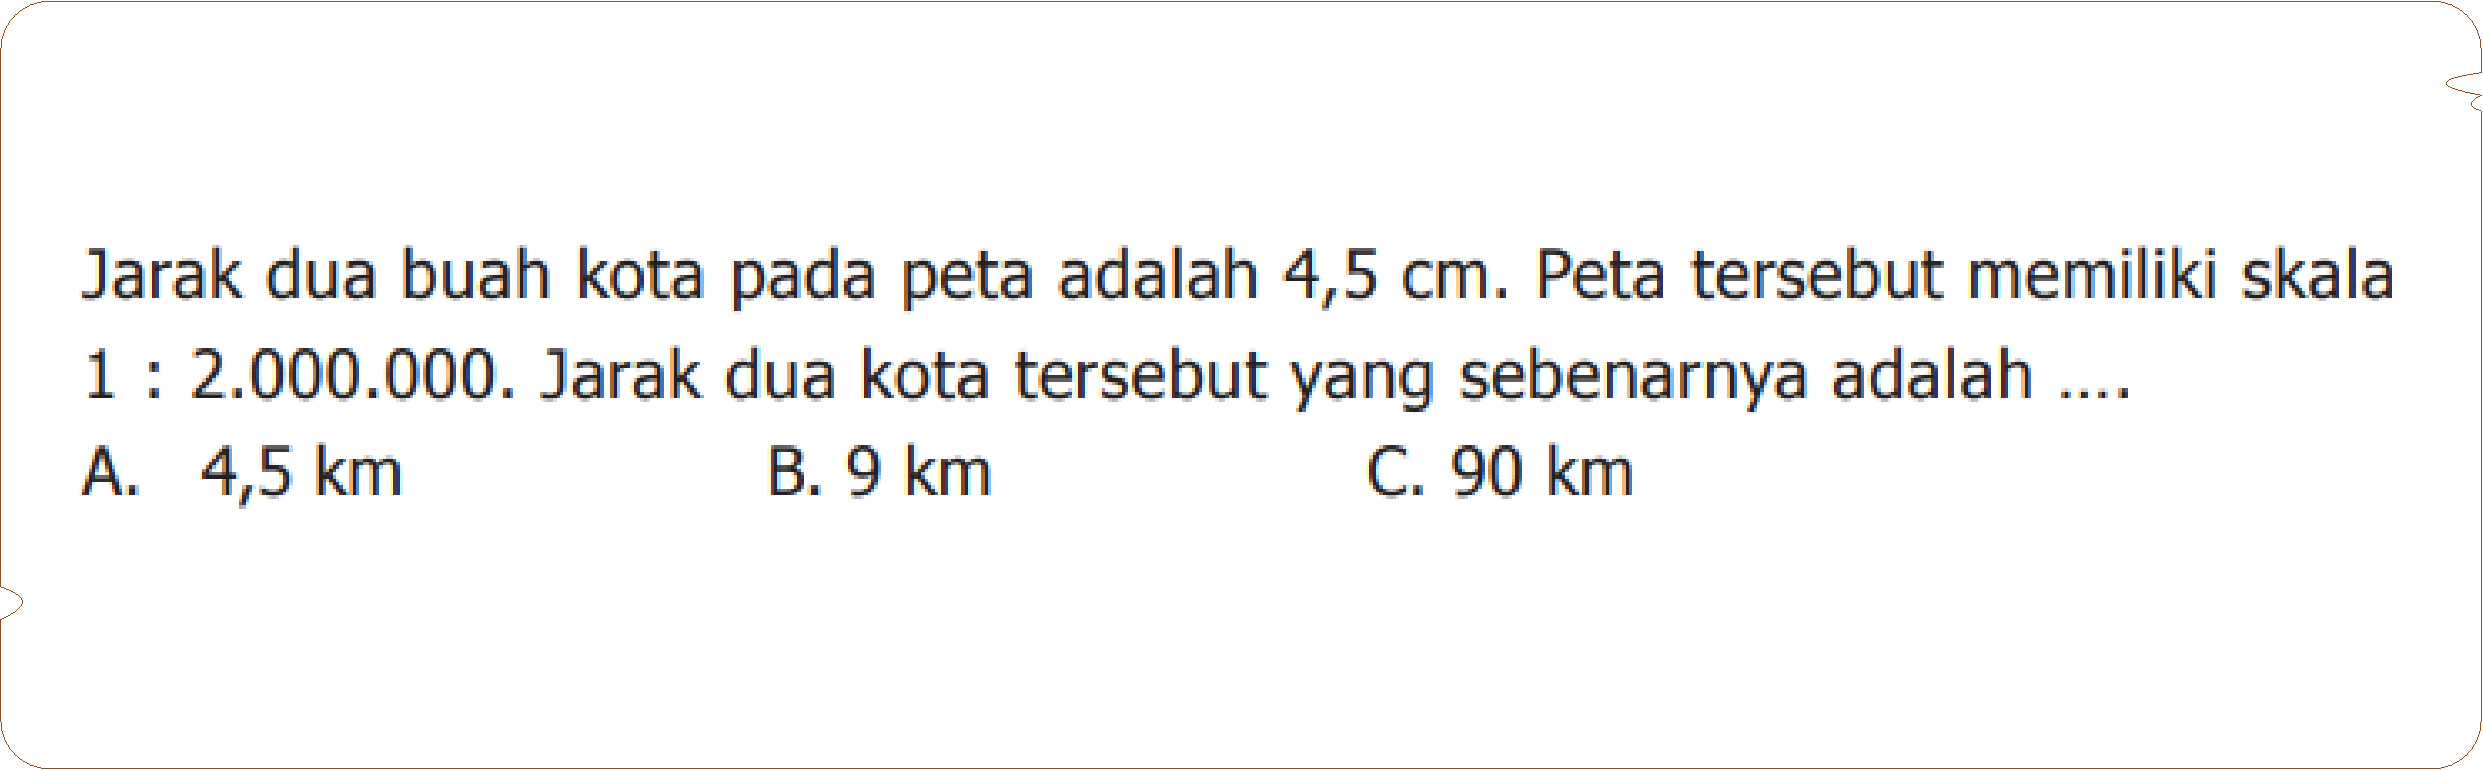 Jarak dua buah kota pada peta adalah 4,5 cm. Peta tersebut memiliki skala
1 : 2.000.000. Jarak dua kota tersebut yang sebenarnya adalah ....
A. 4,5 km B. 9 km C. 90 km